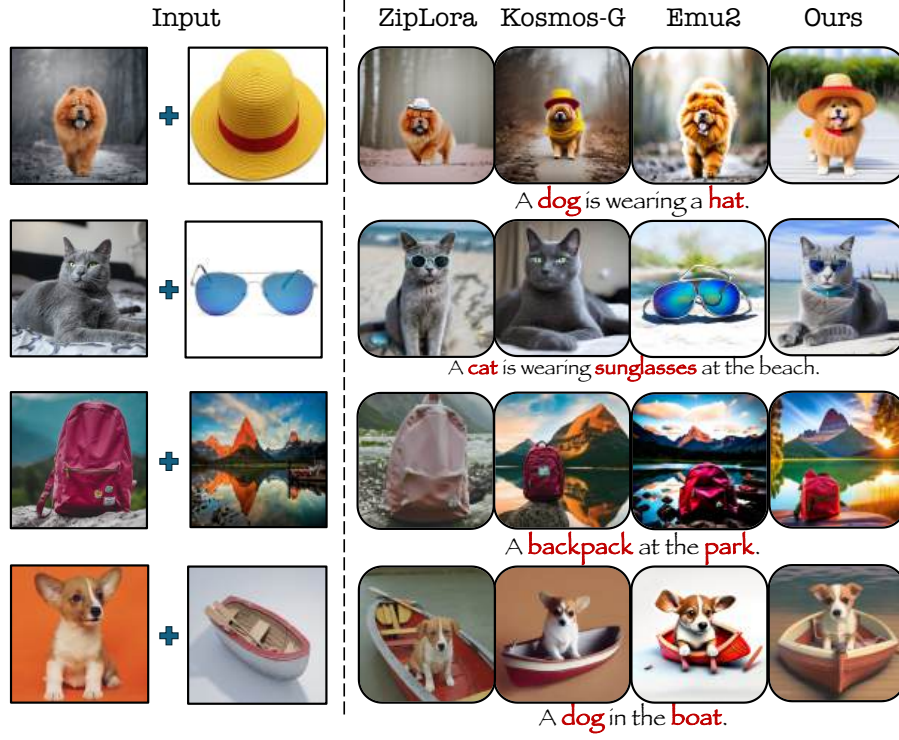 Input ZipLora Kosmos-G Emu2 Ours
A dog is wearing a hat.
A cat is wearing sunglasses at the beach.
A backpack at the park.
A dog in the boat.